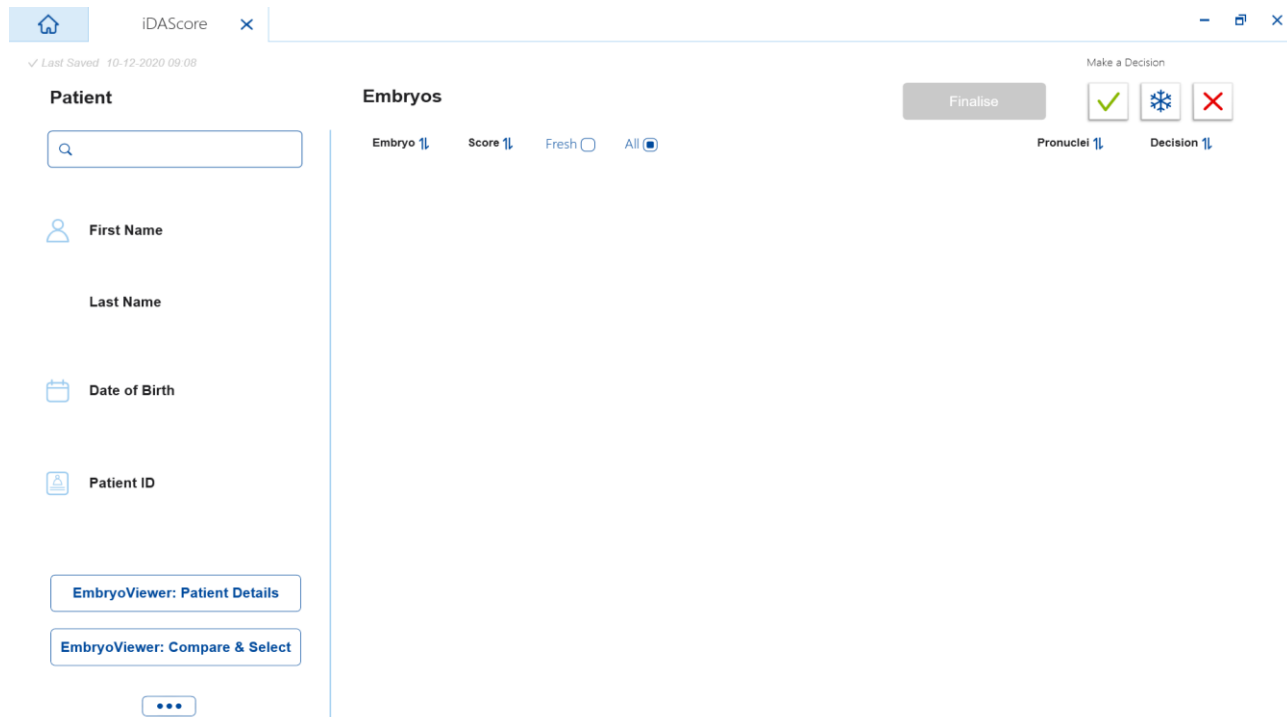 iDAScore
Last Saved 10-12-2020 09:08
Make a Decision
Patient
Embryos
Finalise
Embryo
Score
Fresh
All
Pronuclei
Decision
First Name
Last Name
Date of Birth
Patient ID
EmbryoViewer: Patient Details
EmbryoViewer: Compare & Select